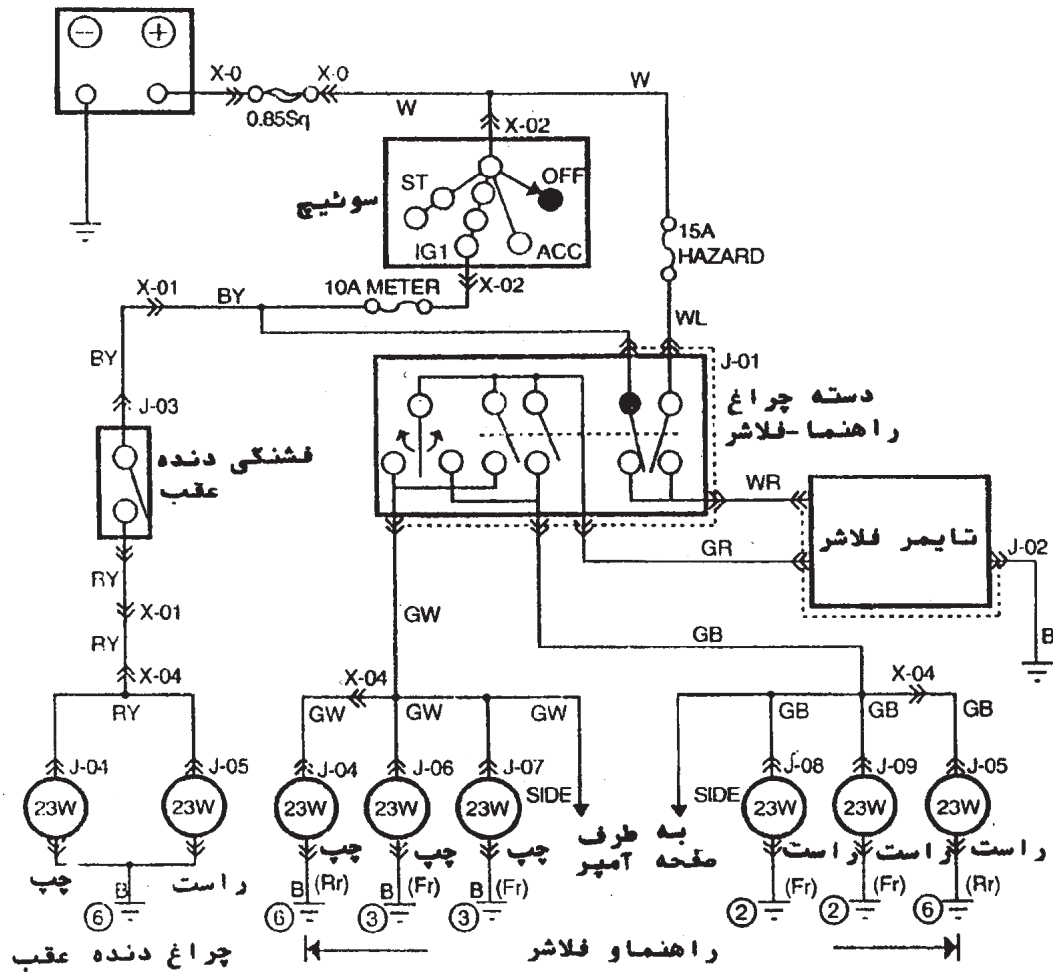 − +
X-0 X-0 W
0.85Sq W
X-02
ST OFF
سوئیچ
IG1 ACC
15A
HAZARD
X-01 BY 10A METER X-02
WL
BY J-01
J-03
دسته چراغ
راهنما-فلاشر
فشنگی دنده
عقب
WR
تایمر فلاشر
GR J-02
RY
X-01
GW
RY GB B
X-04
X-04 X-04
RY GW GW GW GB GB GB
J-04 J-05 J-04 J-06 J-07 J-08 J-09 J-05
23W 23W 23W 23W 23W SIDE SIDE 23W 23W 23W
به طرف
صفحه آمپر
چپ چپ چپ راست راست راست
چپ B راست B (Rr) B (Fr) B (Fr) (Fr) (Fr) (Rr)
6 6 3 3 2 2 6
چراغ دنده عقب
راهنماو فلاشر